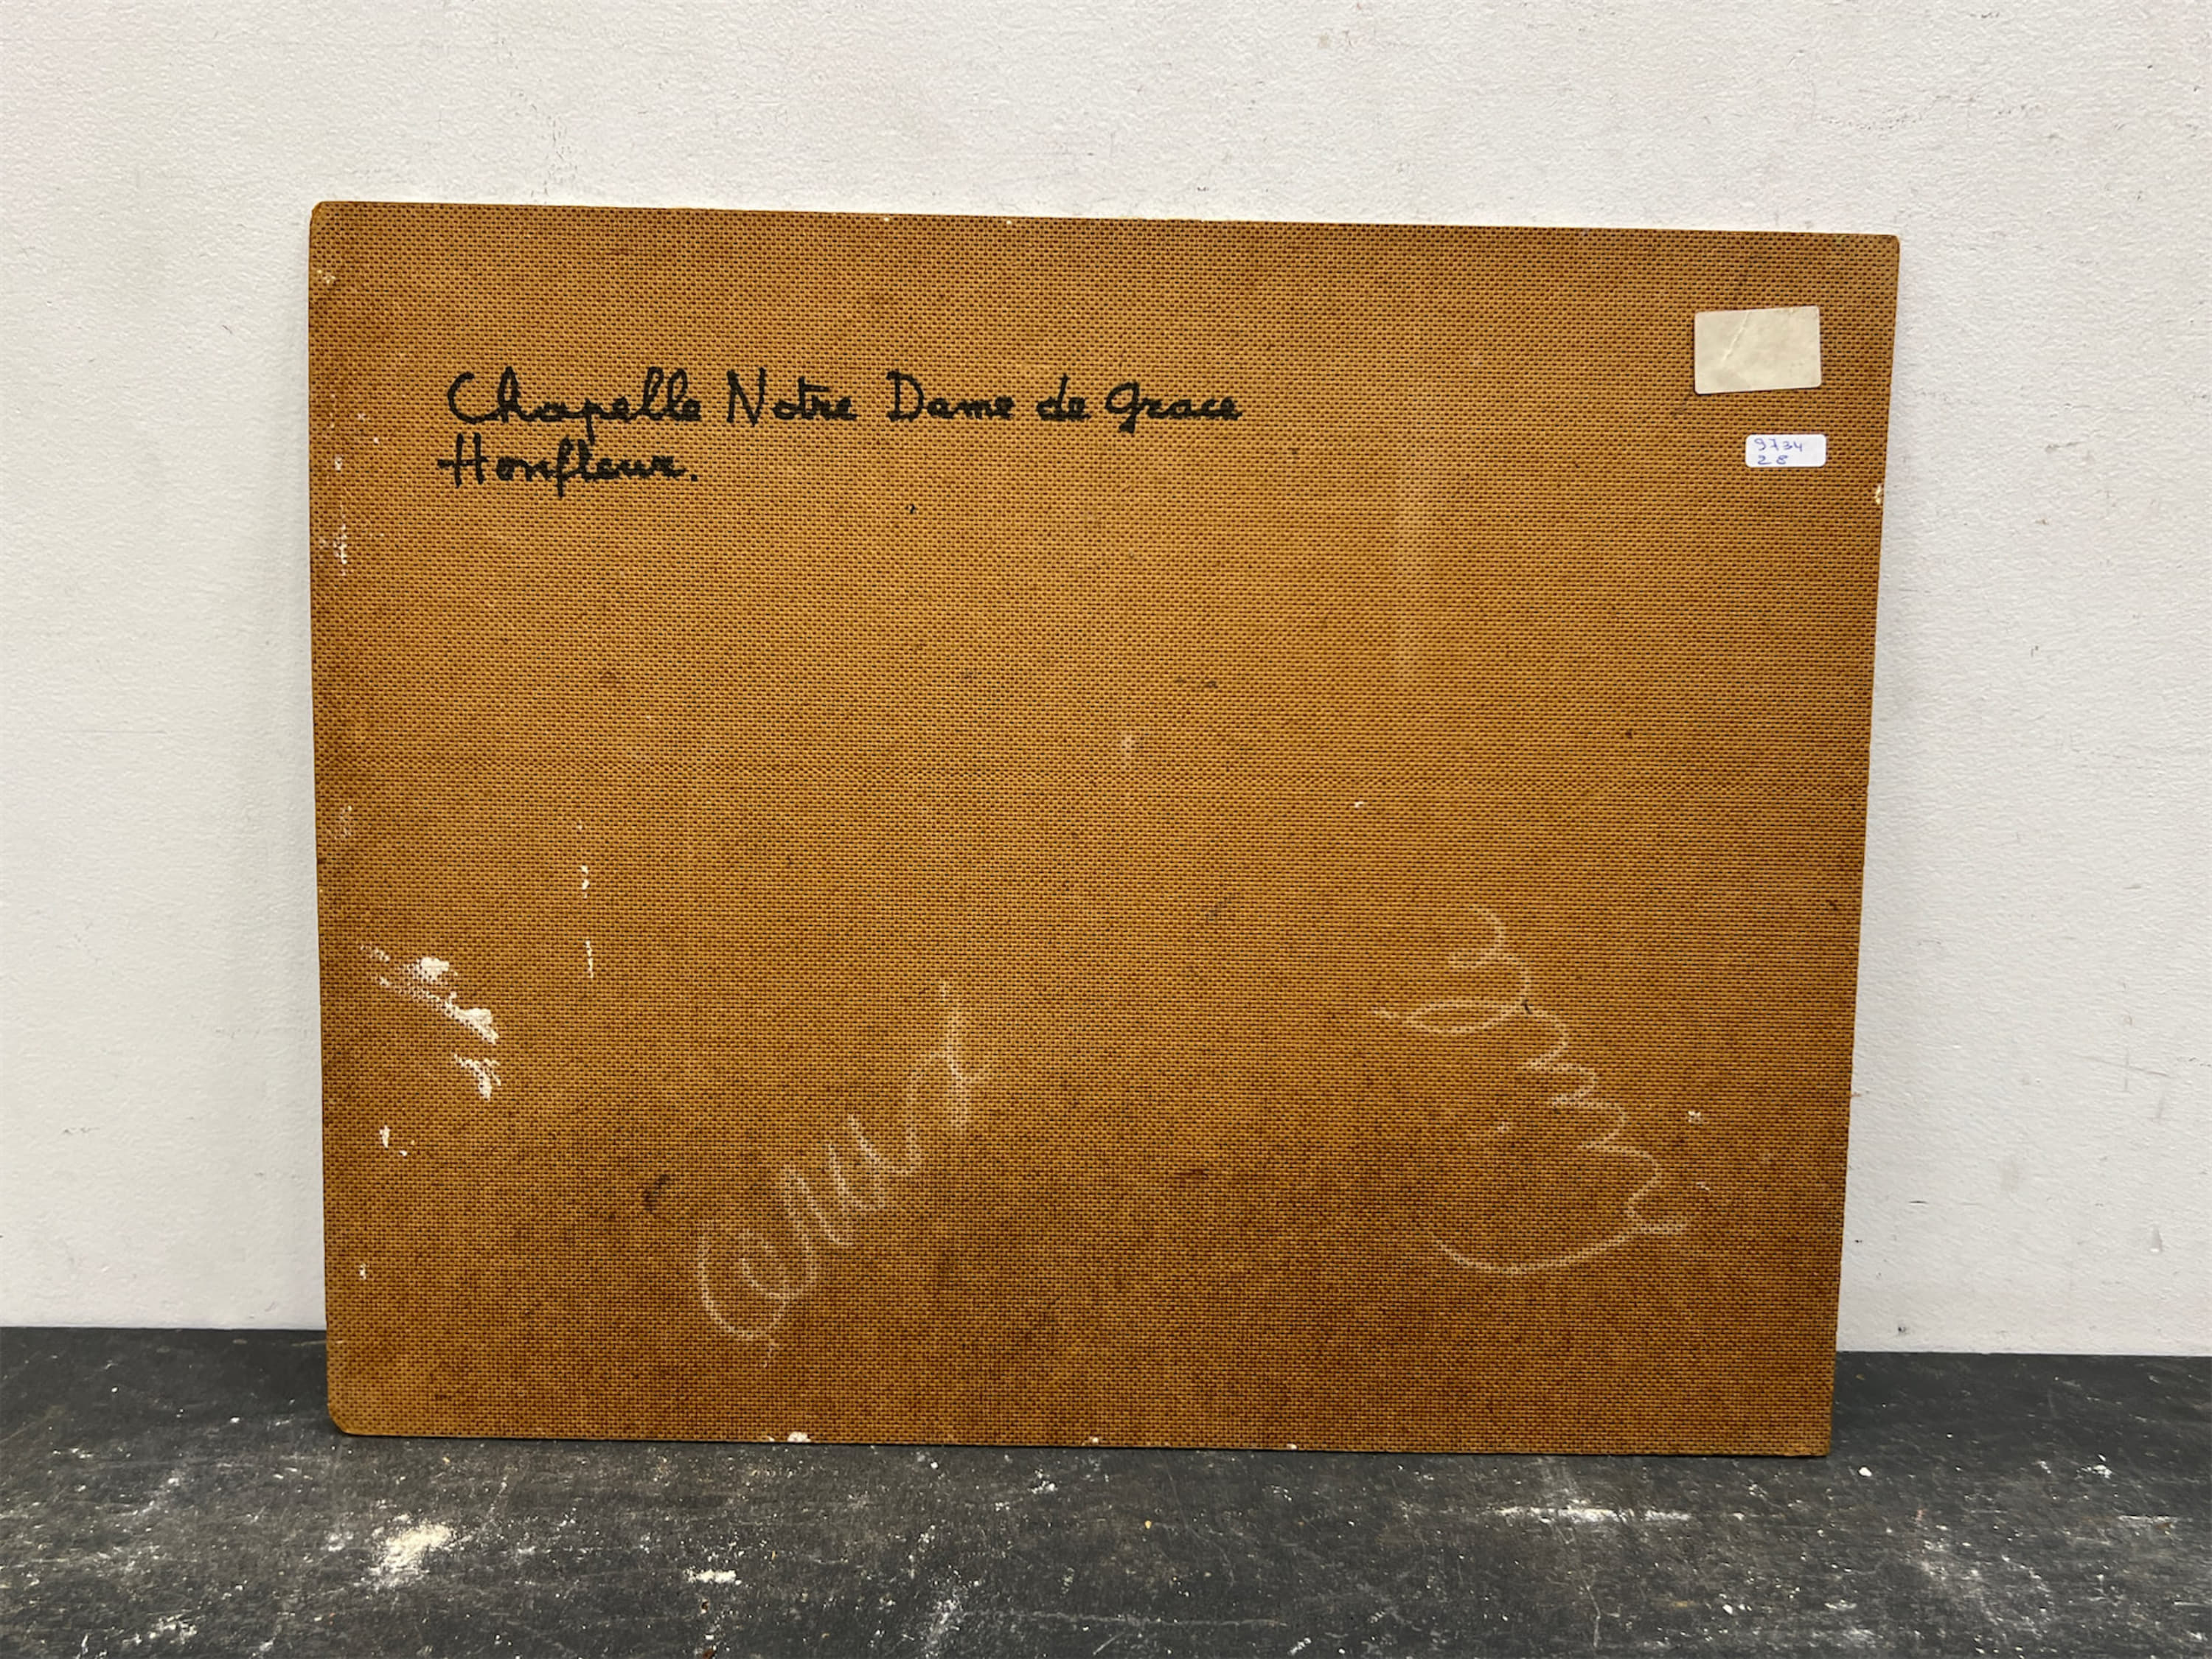 Chapelle Notre Dame de Grace
Honfleur.
9734
28